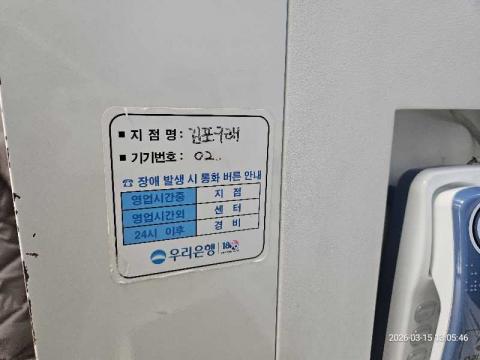 ■ 지 점 명 : 김포구래
■ 기기번호 : 02..
☎ 장애 발생 시 통화 버튼 안내
영업시간중 지 점
영업시간외 센 터
24시 이후 경 비
우리은행
2026-03-15 13:05:46